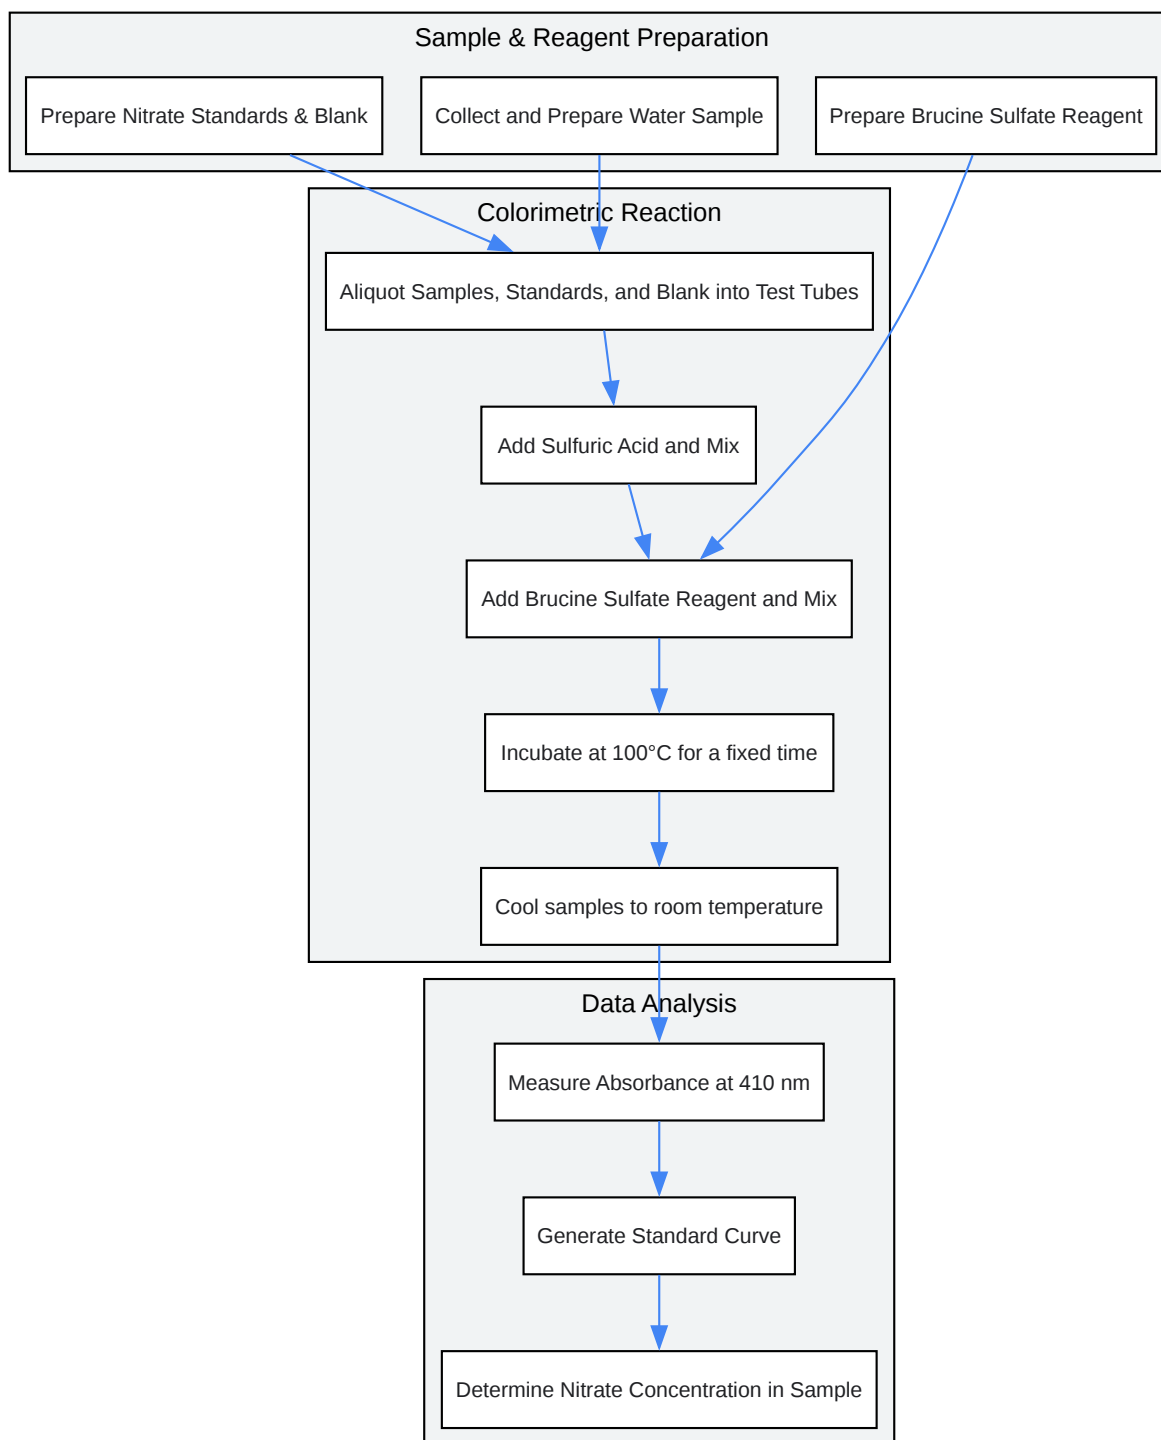 Sample & Reagent Preparation
Prepare Nitrate Standards & Blank
Collect and Prepare Water Sample
Prepare Brucine Sulfate Reagent
Colorimetric Reaction
Aliquot Samples, Standards, and Blank into Test Tubes
Add Sulfuric Acid and Mix
Add Brucine Sulfate Reagent and Mix
Incubate at 100°C for a fixed time
Cool samples to room temperature
Data Analysis
Measure Absorbance at 410 nm
Generate Standard Curve
Determine Nitrate Concentration in Sample